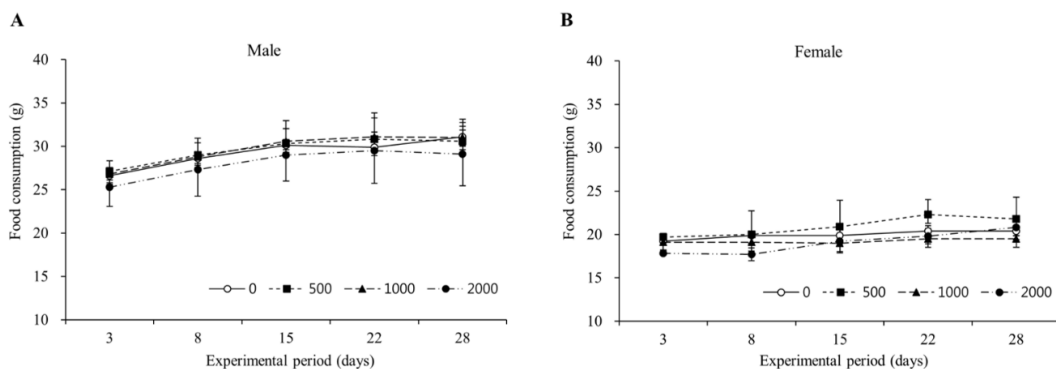 A
Male
Food consumption (g)
40
35
30
25
20
15
10
0 500 1000 2000
3 8 15 22 28
Experimental period (days)
B
Female
Food consumption (g)
40
35
30
25
20
15
10
0 500 1000 2000
3 8 15 22 28
Experimental period (days)